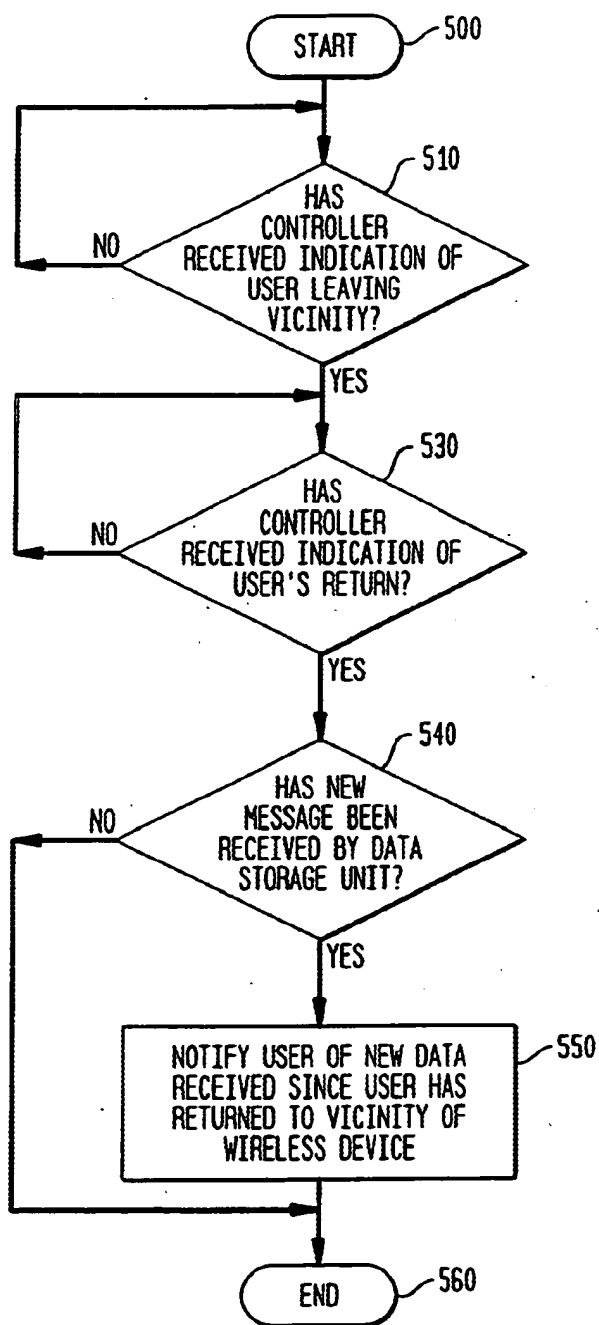 START
500
510
HAS
CONTROLLER
RECEIVED INDICATION OF
USER LEAVING
VICINITY?
NO
YES
530
HAS
CONTROLLER
RECEIVED INDICATION OF
USER'S RETURN?
NO
YES
540
HAS NEW
MESSAGE BEEN
RECEIVED BY DATA
STORAGE UNIT?
NO
YES
550
NOTIFY USER OF NEW DATA
RECEIVED SINCE USER HAS
RETURNED TO VICINITY OF
WIRELESS DEVICE
END
560